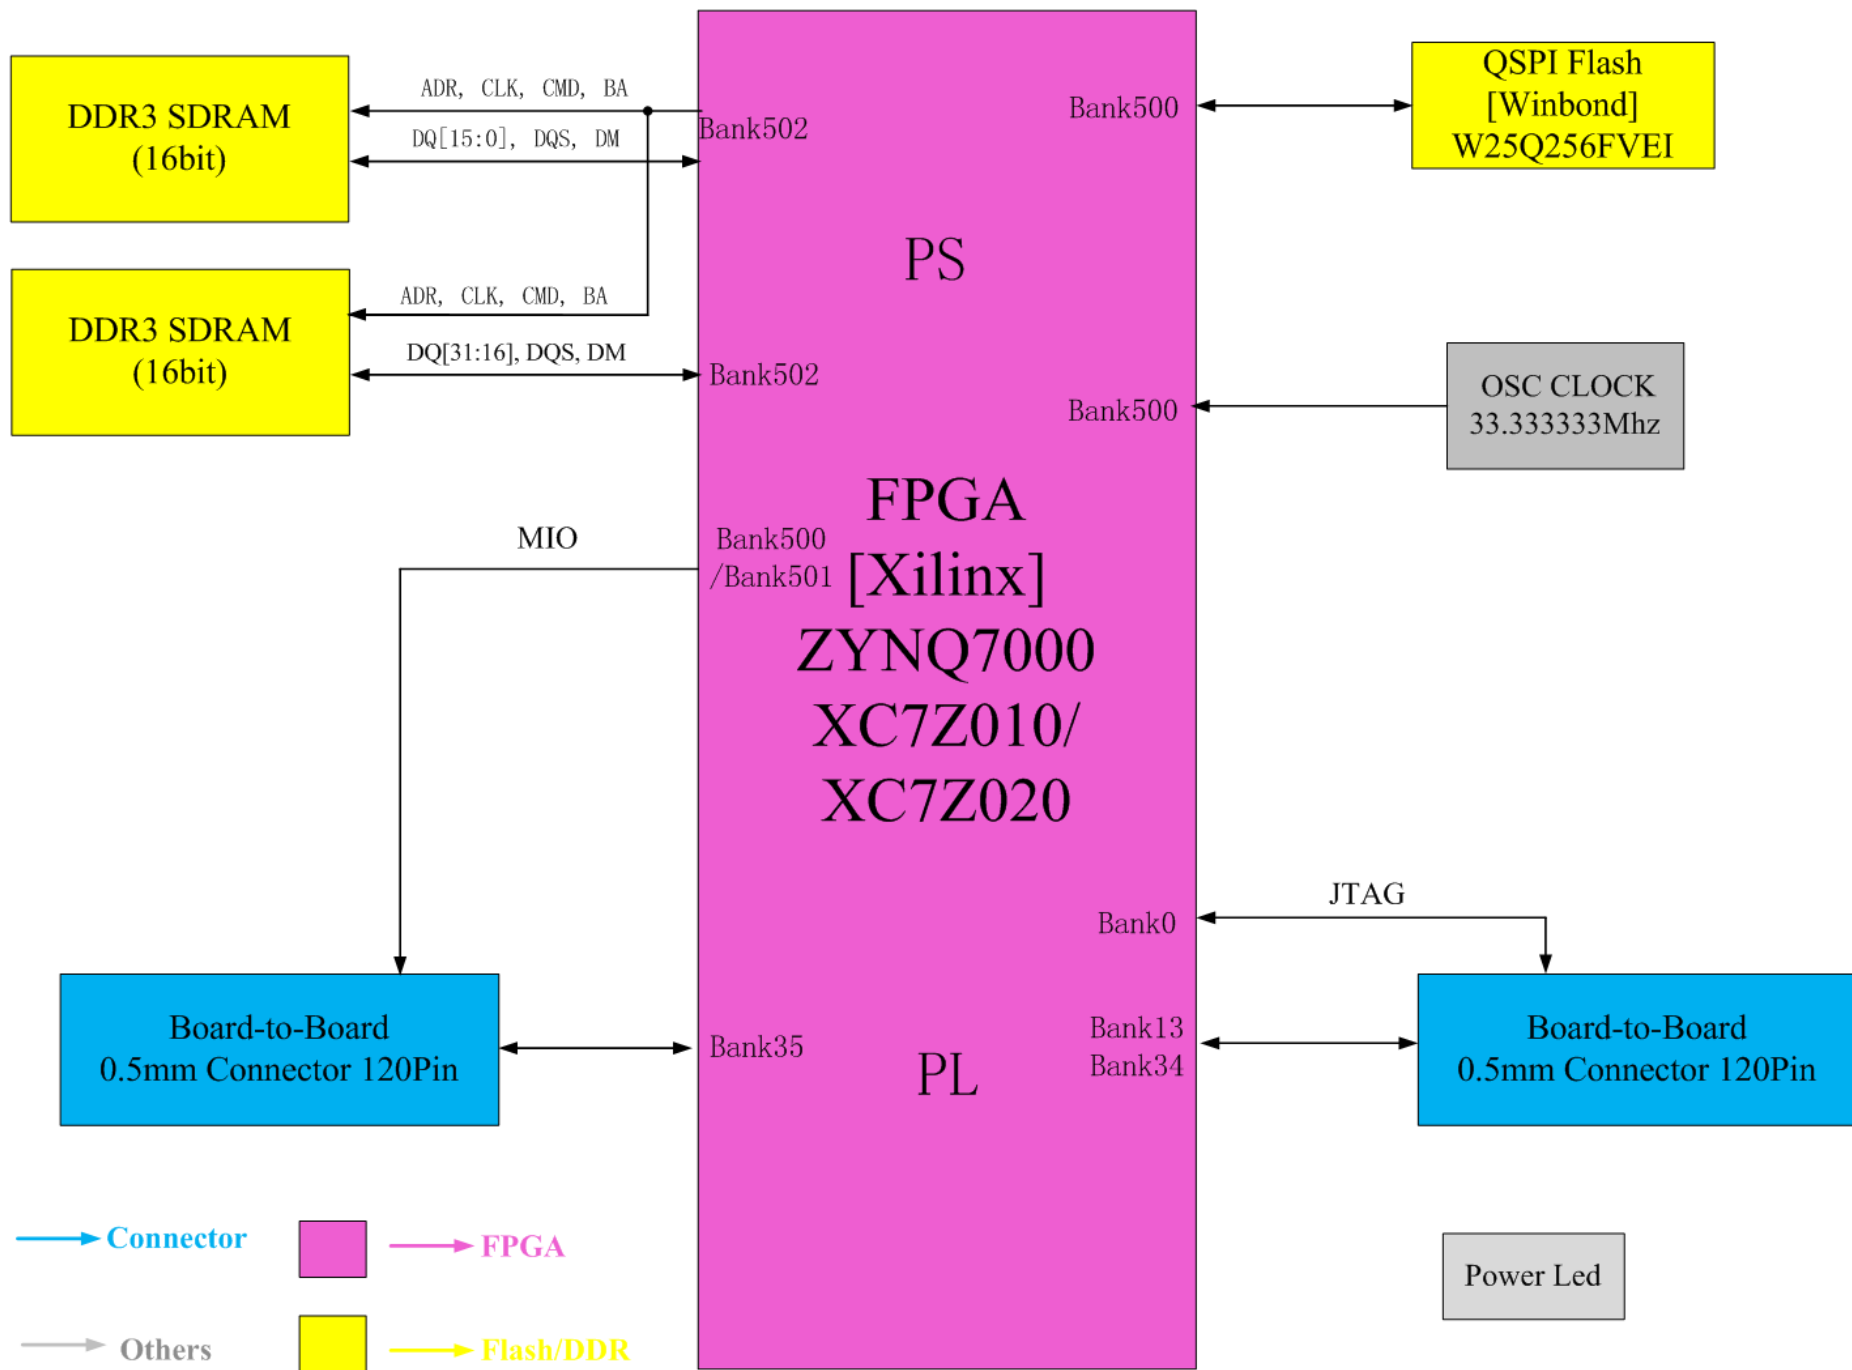 DDR3 SDRAM
(16bit)
ADR, CLK, CMD, BA
DQ[15:0], DQS, DM
Bank502
DDR3 SDRAM
(16bit)
ADR, CLK, CMD, BA
DQ[31:16], DQS, DM
Bank502
MIO
Bank500
/Bank501
PS
FPGA
[Xilinx]
ZYNQ7000
XC7Z010/
XC7Z020
PL
Bank500
QSPI Flash
[Winbond]
W25Q256FVEI
Bank500
OSC CLOCK
33.333333Mhz
JTAG
Bank0
Board-to-Board
0.5mm Connector 120Pin
Bank35
Bank13
Bank34
Board-to-Board
0.5mm Connector 120Pin
Connector
FPGA
Power Led
Others
Flash/DDR